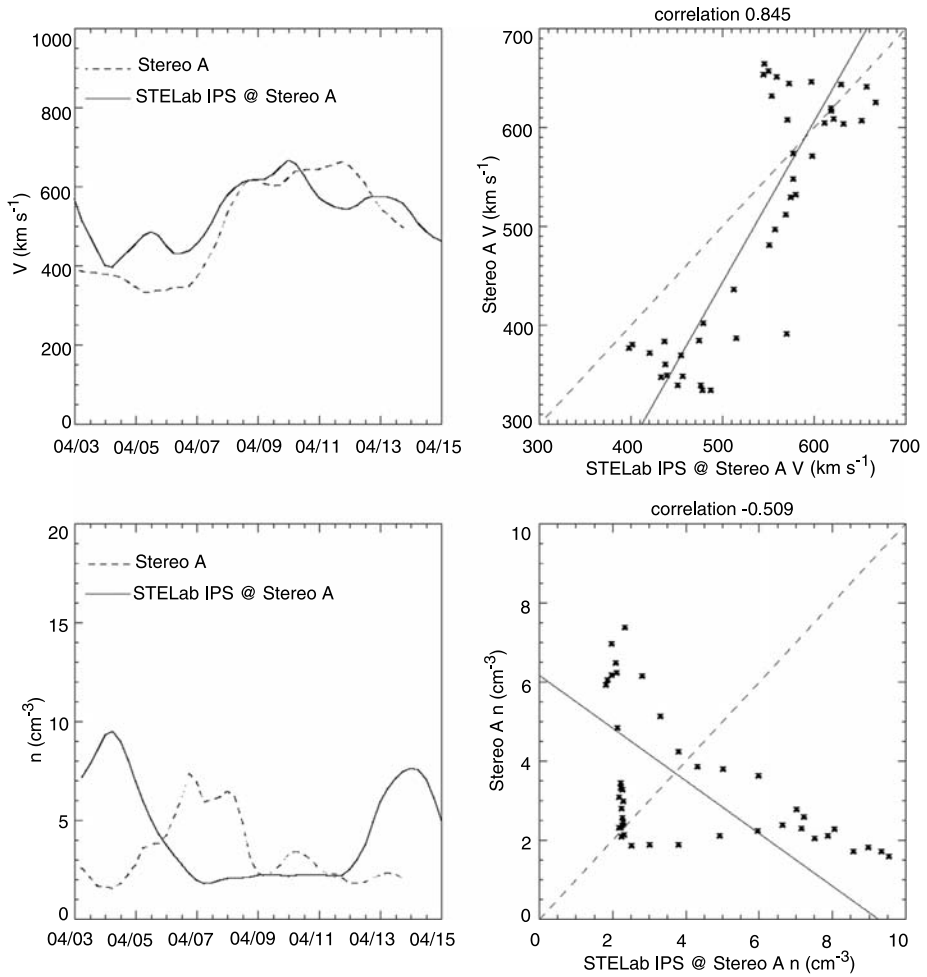 1000
800
600
400
200
0
V (km s-1)
Stereo A
STELab IPS @ Stereo A
04/03 04/05 04/07 04/09 04/11 04/13 04/15
correlation 0.845
700
600
500
400
300
Stereo A V (km s-1)
300 400 500 600 700
STELab IPS @ Stereo A V (km s-1)
20
15
10
5
0
n (cm-3)
Stereo A
STELab IPS @ Stereo A
04/03 04/05 04/07 04/09 04/11 04/13 04/15
correlation -0.509
10
8
6
4
2
0
Stereo A n (cm-3)
0 2 4 6 8 10
STELab IPS @ Stereo A n (cm-3)